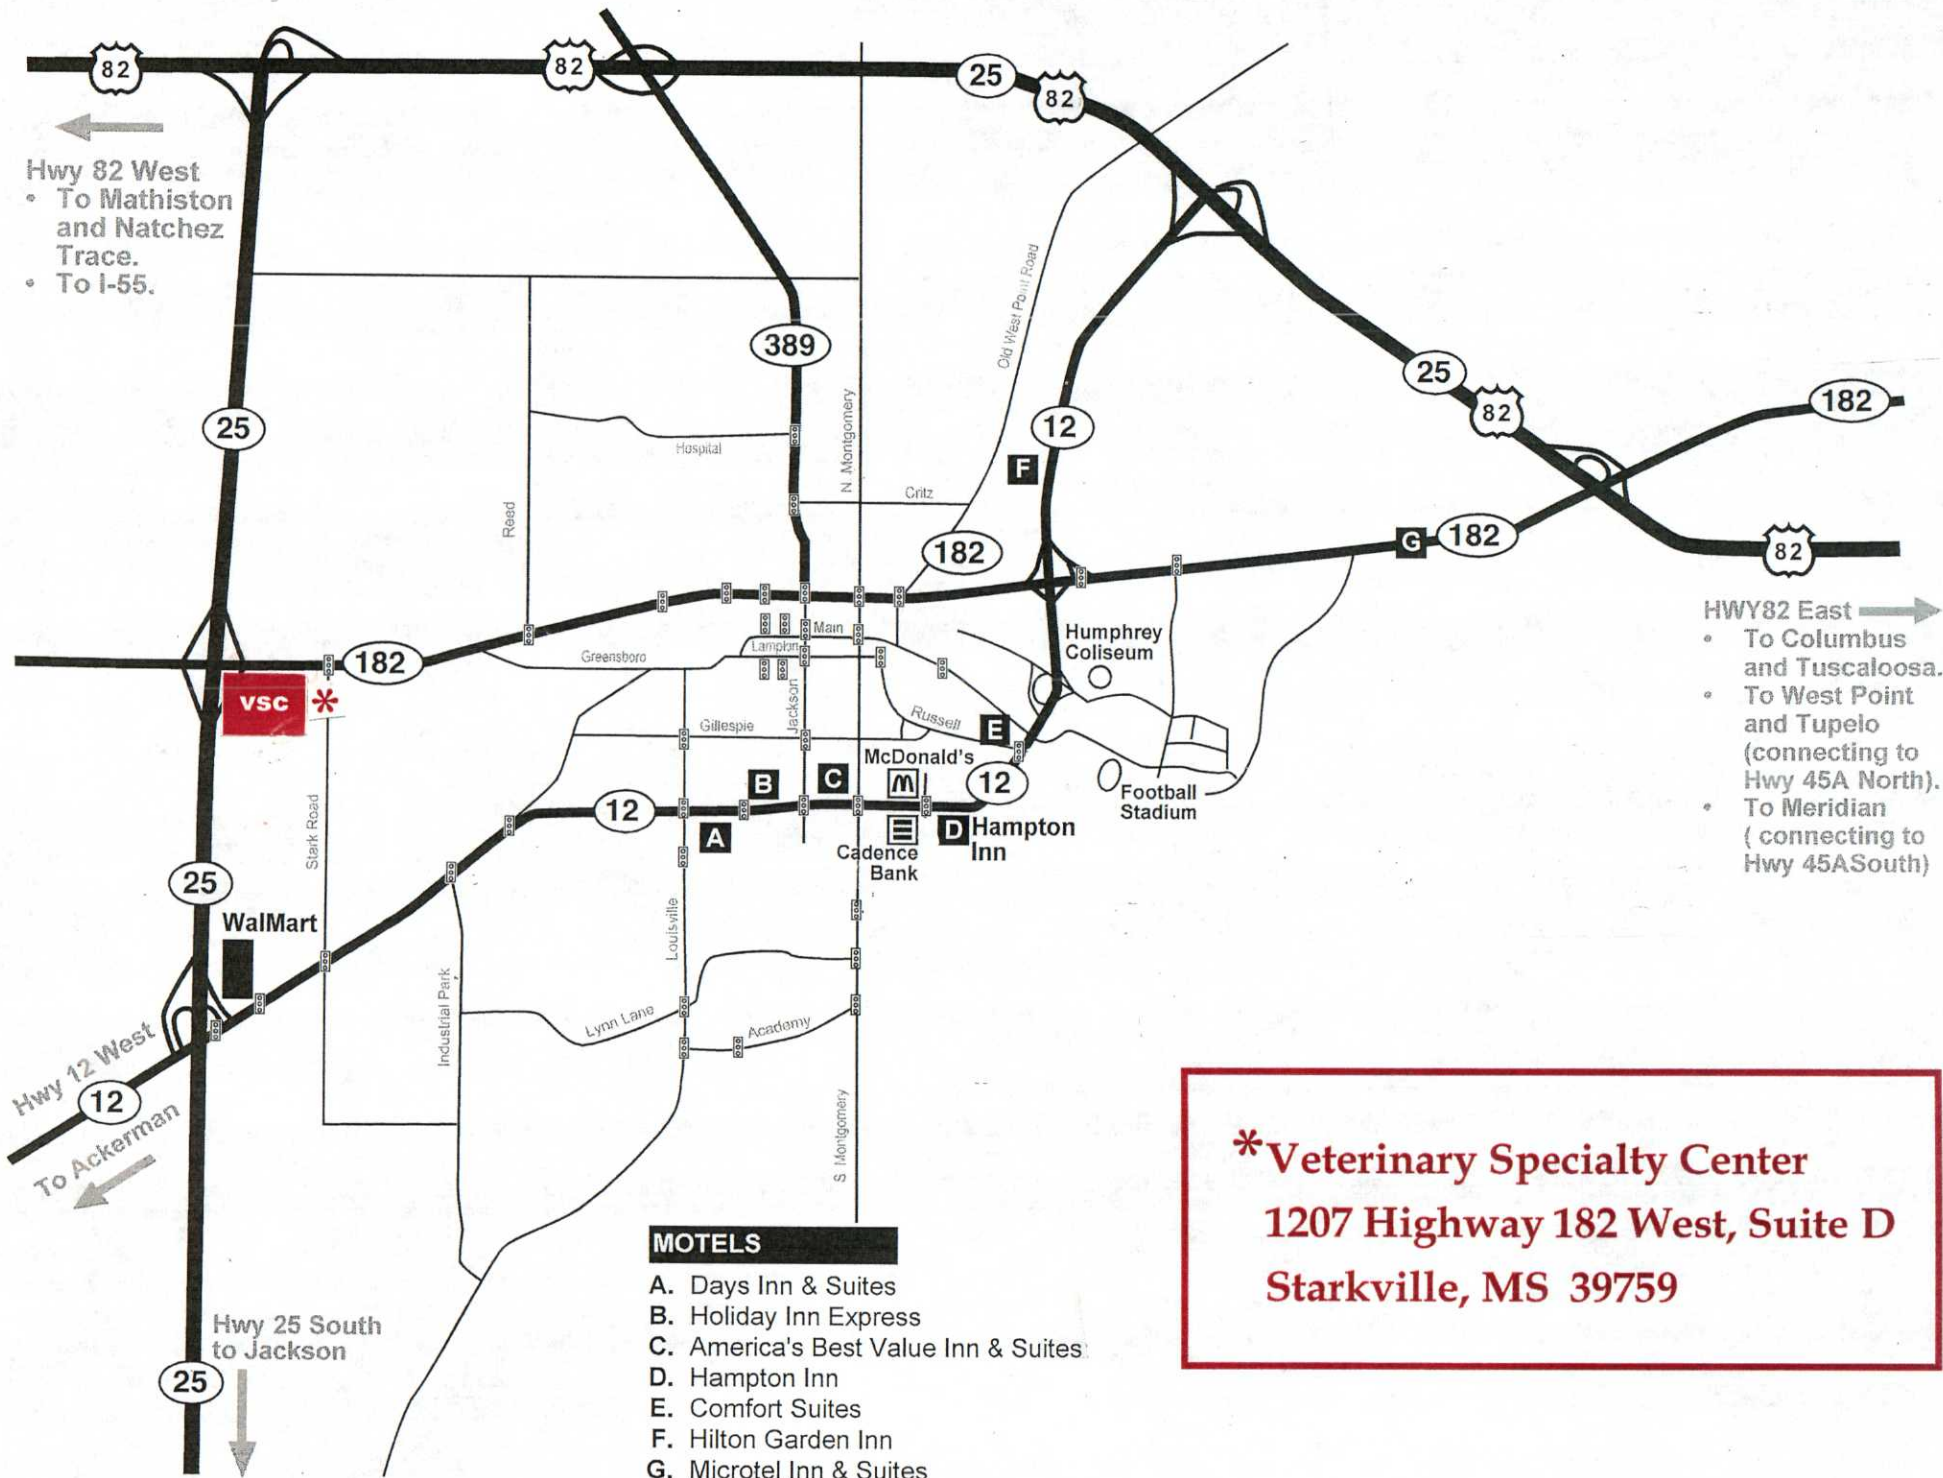 82
82
25
82
Hwy 82 West
• To Mathiston
and Natchez
Trace.
• To I-55.
Old West Point Road
389
25
25
82
182
12
F
N. Montgomery
Hospital
Critz
Reed
182
G
182
82
HWY82 East
• To Columbus
and Tuscaloosa.
• To West Point
and Tupelo
(connecting to
Hwy 45A North).
• To Meridian
( connecting to
Hwy 45ASouth)
Main
Lampkin
Greensboro
182
Humphrey
Coliseum
vsc *
Jackson
Gillespie
Russell
E
McDonald's
B
C
M
12
12
A
D
Hampton
Inn
Cadence
Bank
Football
Stadium
Stark Road
25
WalMart
Louisville
Industrial Park
Lynn Lane
Academy
Hwy 12 West
12
To Ackerman
S Montgomery
*Veterinary Specialty Center
1207 Highway 182 West, Suite D
Starkville, MS 39759
MOTELS
A. Days Inn & Suites
B. Holiday Inn Express
C. America's Best Value Inn & Suites
D. Hampton Inn
E. Comfort Suites
F. Hilton Garden Inn
G. Microtel Inn & Suites
Hwy 25 South
to Jackson
25